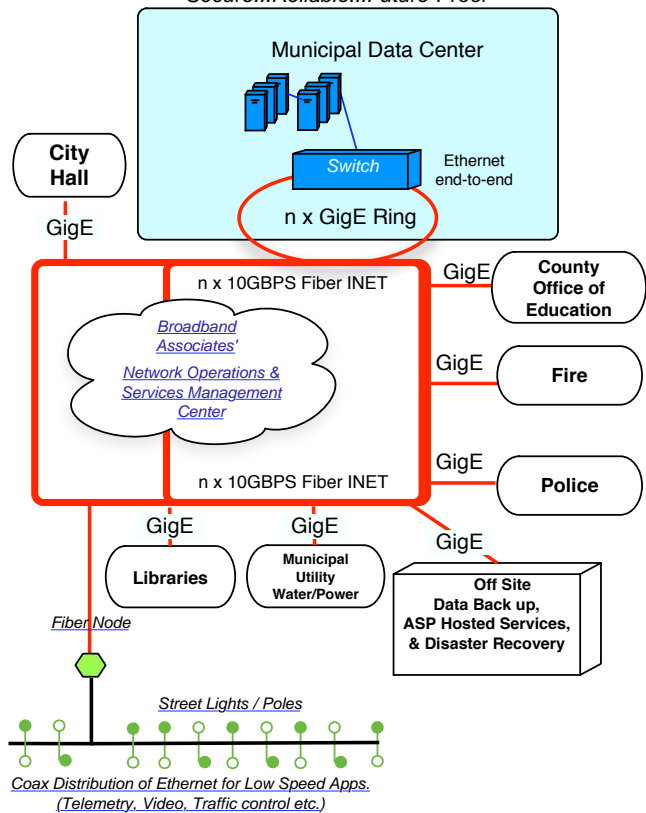 Municipal Data Center
Switch
Ethernet
end-to-end
n x GigE Ring
City
Hall
GigE
n x 10GBPS Fiber INET
GigE
County
Office of
Education
Broadband
Associates'
Network Operations &
Services Management
Center
GigE
Fire
n x 10GBPS Fiber INET
GigE
Police
GigE
Libraries
GigE
Municipal
Utility
Water/Power
GigE
Off Site
Data Back up,
ASP Hosted Services,
& Disaster Recovery
Fiber Node
Street Lights / Poles
Coax Distribution of Ethernet for Low Speed Apps.
(Telemetry, Video, Traffic control etc.)